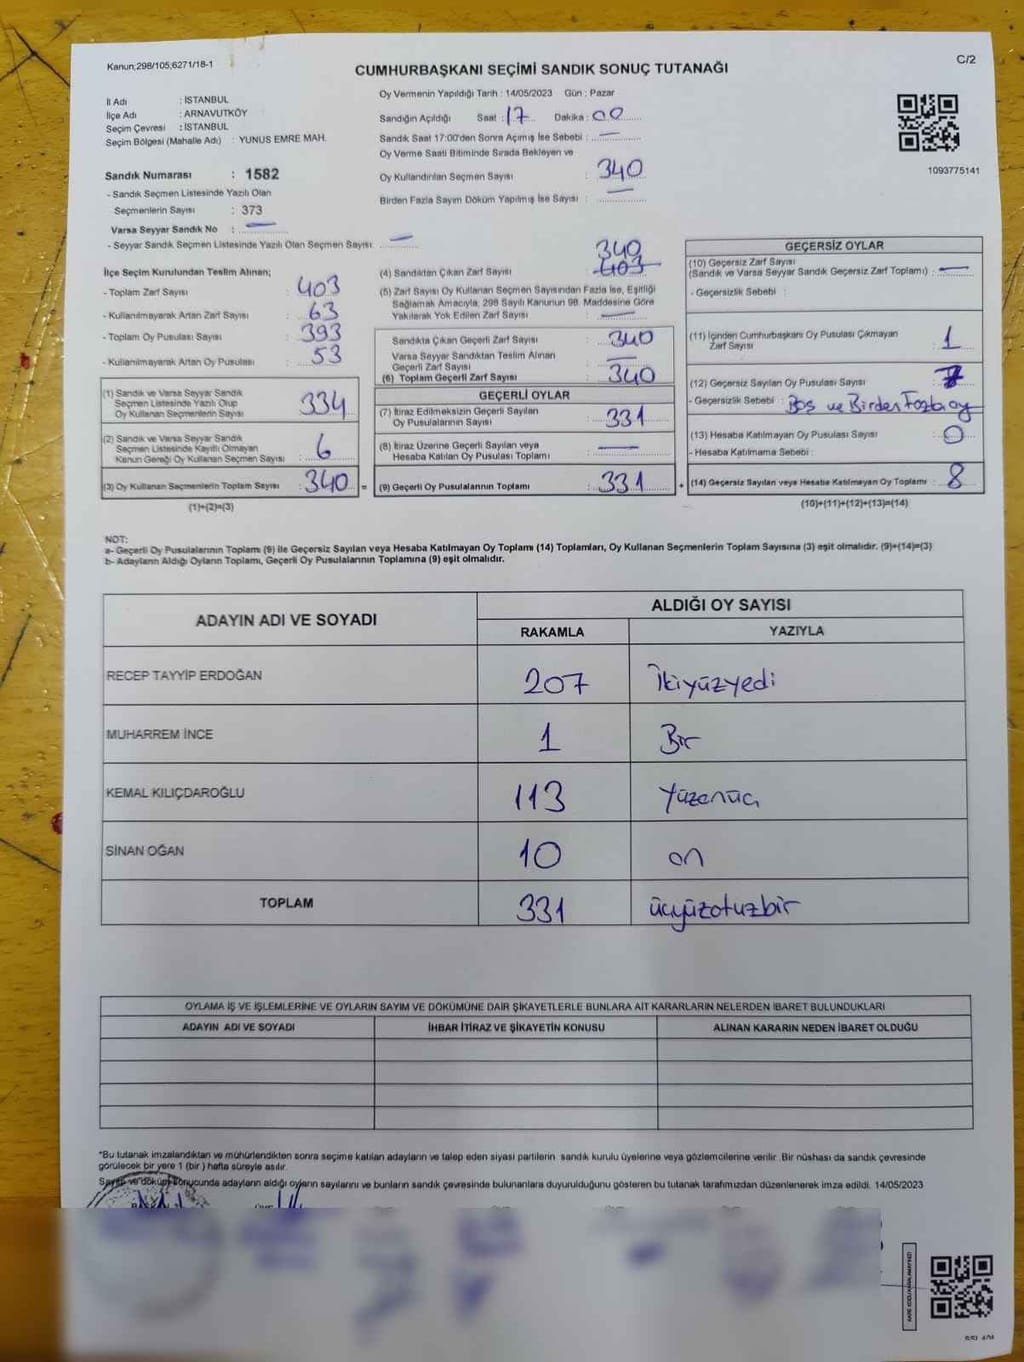 Kanun;298/105;6271/18-1
C/2
CUMHURBAŞKANI SEÇİMİ SANDIK SONUÇ TUTANAĞI
İl Adı : İSTANBUL
İlçe Adı : ARNAVUTKÖY
Seçim Çevresi : İSTANBUL
Seçim Bölgesi (Mahalle Adı) : YUNUS EMRE MAH.
Sandık Numarası : 1582
- Sandık Seçmen Listesinde Yazılı Olan
Seçmenlerin Sayısı : 373
Varsa Seyyar Sandık No : —
- Seyyar Sandık Seçmen Listesinde Yazılı Olan Seçmen Sayısı: —
Oy Vermenin Yapıldığı Tarih : 14/05/2023 Gün : Pazar
Sandığın Açıldığı Saat : 17 Dakika : 00
Sandık Saat 17:00'den Sonra Açımış İse Sebebi : —
Oy Verme Saati Bitiminde Sırada Bekleyen ve
Oy Kullandırılan Seçmen Sayısı : 340
Birden Fazla Sayım Döküm Yapılmış İse Sayısı : —
1093775141
İlçe Seçim Kurulundan Teslim Alınan;
- Toplam Zarf Sayısı : 403
- Kullanılmayarak Artan Zarf Sayısı : 63
- Toplam Oy Pusulası Sayısı : 393
- Kullanılmayarak Artan Oy Pusulası : 53
(1) Sandık ve Varsa Seyyar Sandık
Seçmen Listesinde Yazılı Olup
Oy Kullanan Seçmenlerin Sayısı : 334
(2) Sandık ve Varsa Seyyar Sandık
Seçmen Listesinde Kayıtlı Olmayan
Kanun Gereği Oy Kullanan Seçmen Sayısı : 6
(3) Oy Kullanan Seçmenlerin Toplam Sayısı : 340 =
(1)+(2)=(3)
340
(4) Sandıktan Çıkan Zarf Sayısı : 403
(5) Zarf Sayısı Oy Kullanan Seçmen Sayısından Fazla İse, Eşitliği
Sağlamak Amacıyla, 298 Sayılı Kanunun 98. Maddesine Göre
Yakılarak Yok Edilen Zarf Sayısı : —
Sandıkta Çıkan Geçerli Zarf Sayısı : 340
Varsa Seyyar Sandıktan Teslim Alınan
Geçerli Zarf Sayısı : —
(6) Toplam Geçerli Zarf Sayısı : 340
GEÇERLİ OYLAR
(7) İtiraz Edilmeksizin Geçerli Sayılan
Oy Pusulalarının Sayısı : 331
(8) İtiraz Üzerine Geçerli Sayılan veya
Hesaba Katılan Oy Pusulası Toplamı : —
(9) Geçerli Oy Pusulalarının Toplamı : 331 +
GEÇERSİZ OYLAR
(10) Geçersiz Zarf Sayısı
(Sandık ve Varsa Seyyar Sandık Geçersiz Zarf Toplamı) : —
- Geçersizlik Sebebi :
(11) İçinden Cumhurbaşkanı Oy Pusulası Çıkmayan
Zarf Sayısı : 1
(12) Geçersiz Sayılan Oy Pusulası Sayısı : 7
- Geçersizlik Sebebi : Boş ve Birden Fazla oy
(13) Hesaba Katılmayan Oy Pusulası Sayısı : 0
- Hesaba Katılmama Sebebi :
(14) Geçersiz Sayılan veya Hesaba Katılmayan Oy Toplamı : 8
(10)+(11)+(12)+(13)=(14)
NOT:
a- Geçerli Oy Pusulalarının Toplamı (9) ile Geçersiz Sayılan veya Hesaba Katılmayan Oy Toplamı (14) Toplamları, Oy Kullanan Seçmenlerin Toplam Sayısına (3) eşit olmalıdır. (9)+(14)=(3)
b- Adayların Aldığı Oyların Toplamı, Geçerli Oy Pusulalarının Toplamına (9) eşit olmalıdır.
ADAYIN ADI VE SOYADI
ALDIĞI OY SAYISI
RAKAMLA YAZIYLA
RECEP TAYYİP ERDOĞAN 207 İkiyüzyedi
MUHARREM İNCE 1 Bir
KEMAL KILIÇDAROĞLU 113 Yüzonüç
SİNAN OĞAN 10 on
TOPLAM 331 üçyüzotuzbir
OYLAMA İŞ VE İŞLEMLERİNE VE OYLARIN SAYIM VE DÖKÜMÜNE DAİR ŞİKAYETLERLE BUNLARA AİT KARARLARIN NELERDEN İBARET BULUNDUKLARI
ADAYIN ADI VE SOYADI İHBAR İTİRAZ VE ŞİKAYETİN KONUSU ALINAN KARARIN NEDEN İBARET OLDUĞU
*Bu tutanak imzalandıktan ve mühürlendikten sonra seçime katılan adayların ve talep eden siyasi partilerin sandık kurulu üyelerine veya gözlemcilerine verilir. Bir nüshası da sandık çevresinde
görülecek bir yere 1 (bir ) hafta süreyle asılır.
Sayım ve döküm sonucunda adayların aldığı oyların sayılarını ve bunların sandık çevresinde bulunanlara duyurulduğunu gösteren bu tutanak tarafımızdan düzenlenerek imza edildi. 14/05/2023